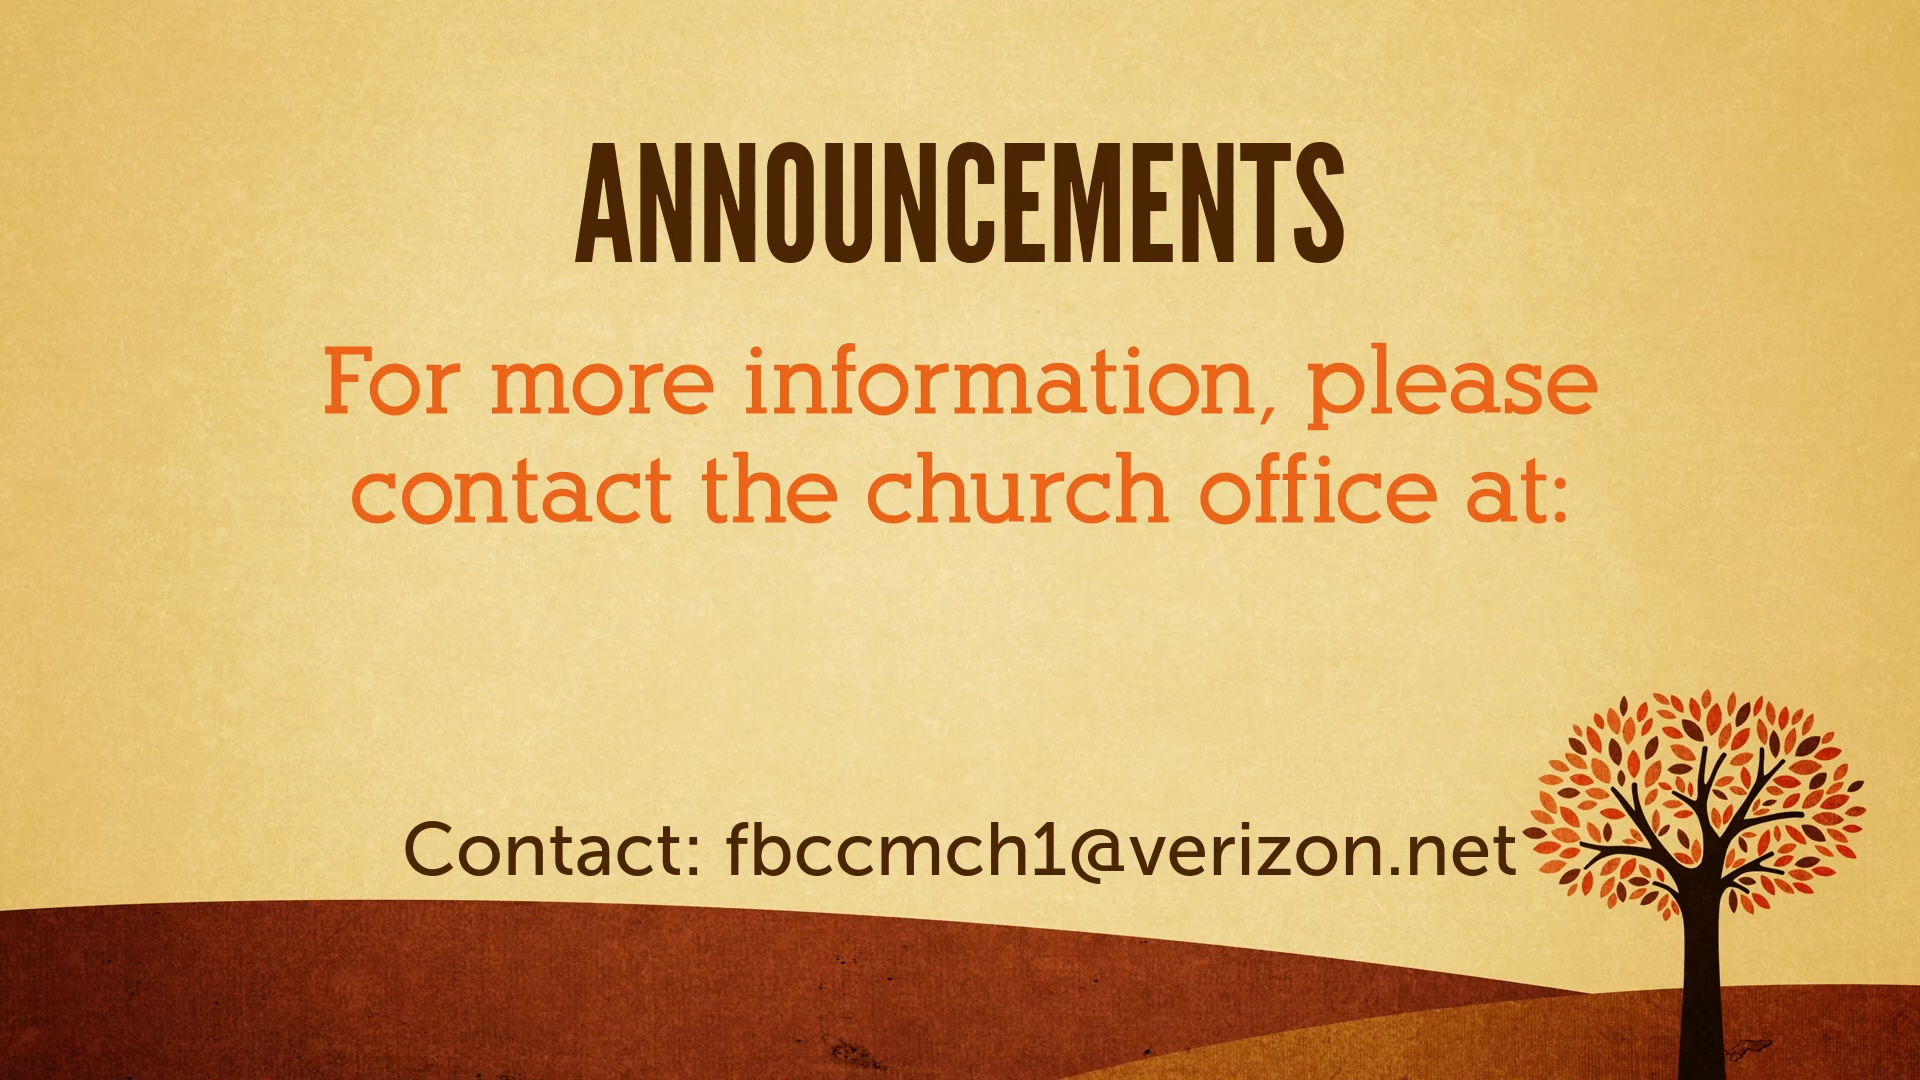 ANNOUNCEMENTS
For more information, please
contact the church office at:
Contact: fbccmch1@verizon.net